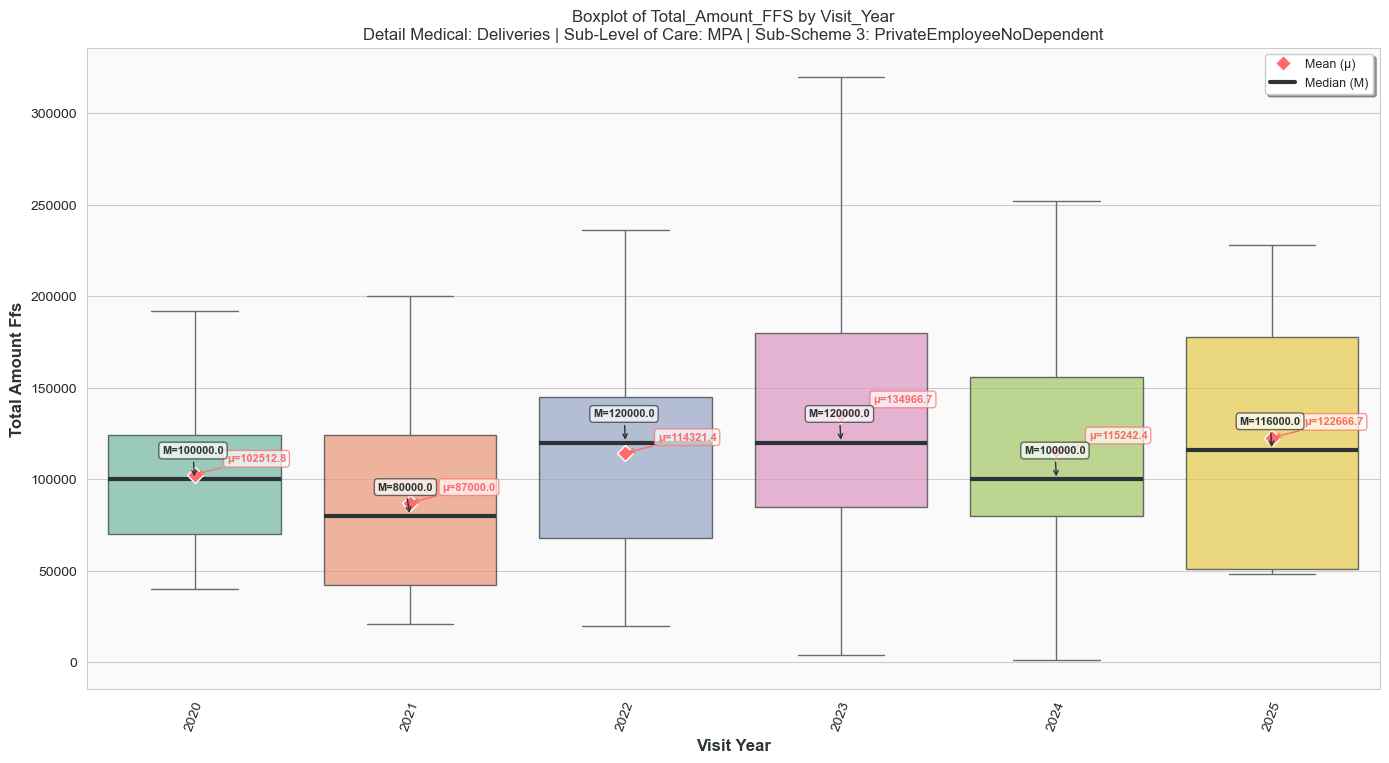 Boxplot of Total_Amount_FFS by Visit_Year
Detail Medical: Deliveries | Sub-Level of Care: MPA | Sub-Scheme 3: PrivateEmployeeNoDependent
Mean (μ)
Median (M)
Total Amount Ffs
300000
250000
200000
150000
100000
50000
0
M=100000.0
μ=102512.8
M=80000.0
μ=87000.0
M=120000.0
μ=114321.4
M=120000.0
μ=134966.7
M=100000.0
μ=115242.4
M=116000.0
μ=122666.7
2020
2021
2022
2023
2024
2025
Visit Year